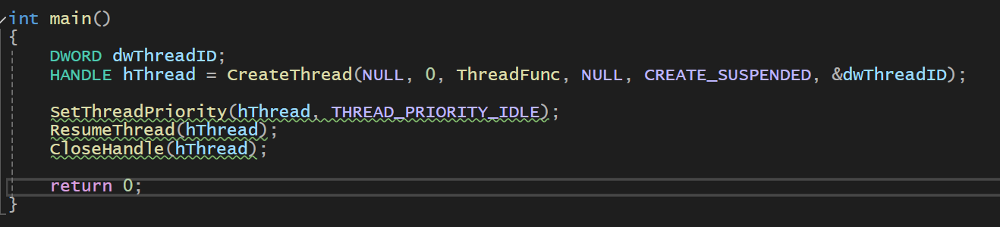 int main()
{
    DWORD dwThreadID;
    HANDLE hThread = CreateThread(NULL, 0, ThreadFunc, NULL, CREATE_SUSPENDED, &dwThreadID);

    SetThreadPriority(hThread, THREAD_PRIORITY_IDLE);
    ResumeThread(hThread);
    CloseHandle(hThread);

    return 0;
}